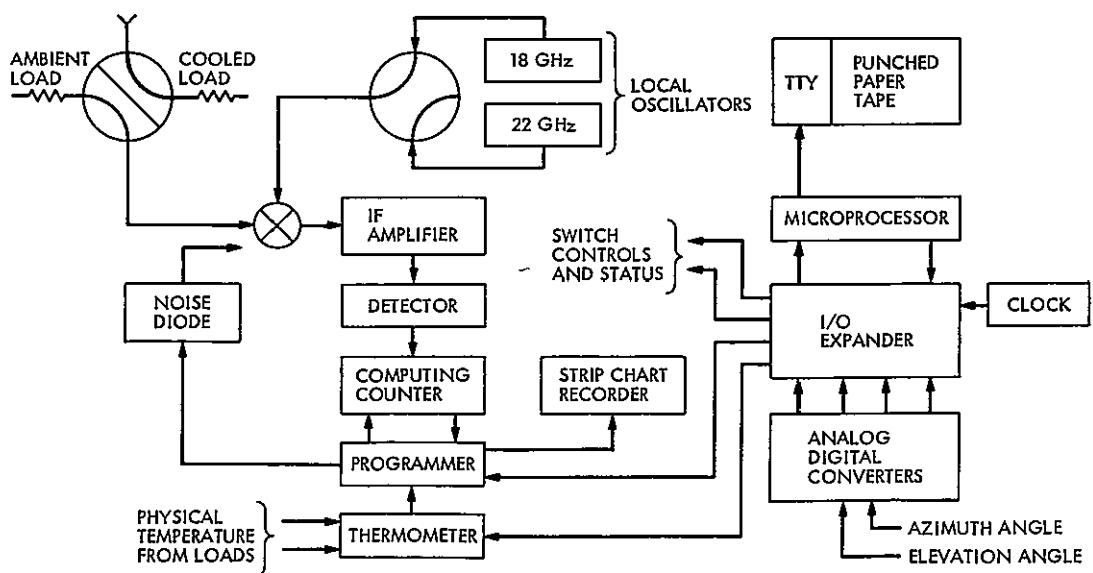 AMBIENT
LOAD
COOLED
LOAD
18 GHz
22 GHz
LOCAL
OSCILLATORS
TTY
PUNCHED
PAPER
TAPE
MICROPROCESSOR
IF
AMPLIFIER
SWITCH
CONTROLS
AND STATUS
NOISE
DIODE
DETECTOR
I/O
EXPANDER
CLOCK
COMPUTING
COUNTER
STRIP CHART
RECORDER
PROGRAMMER
ANALOG
DIGITAL
CONVERTERS
PHYSICAL
TEMPERATURE
FROM LOADS
THERMOMETER
AZIMUTH ANGLE
ELEVATION ANGLE